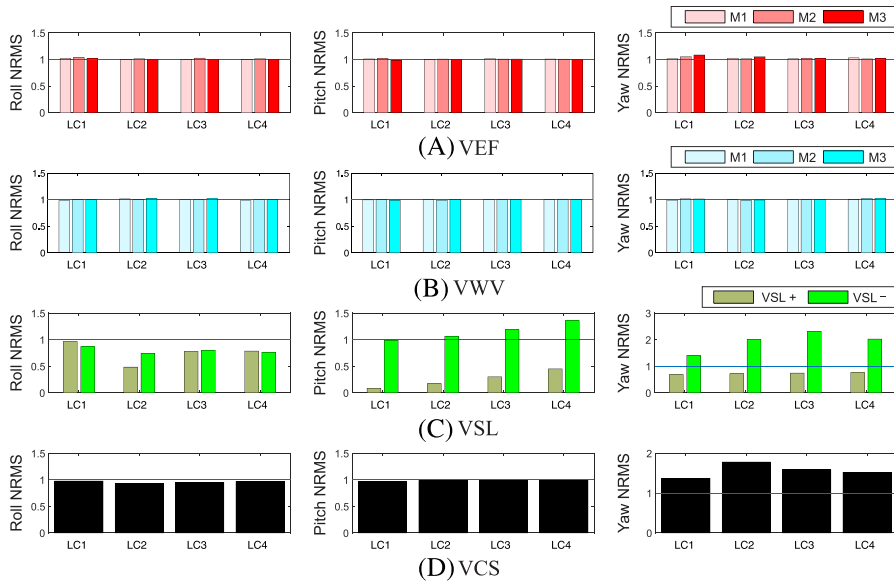 M1 M2 M3
1.5 1.5 1.5
Roll NRMS Pitch NRMS Yaw NRMS
1 1 1
0.5 0.5 0.5
0 0 0
LC1 LC2 LC3 LC4 LC1 LC2 LC3 LC4 LC1 LC2 LC3 LC4
(A) VEF
M1 M2 M3
1.5 1.5 1.5
Roll NRMS Pitch NRMS Yaw NRMS
1 1 1
0.5 0.5 0.5
0 0 0
LC1 LC2 LC3 LC4 LC1 LC2 LC3 LC4 LC1 LC2 LC3 LC4
(B) VWV
VSL + VSL −
1.5 1.5 3
Roll NRMS Pitch NRMS Yaw NRMS
1 1 2
0.5 0.5 1
0 0 0
LC1 LC2 LC3 LC4 LC1 LC2 LC3 LC4 LC1 LC2 LC3 LC4
(C) VSL
1.5 1.5 2
Roll NRMS Pitch NRMS Yaw NRMS
1 1 1
0.5 0.5
0 0 0
LC1 LC2 LC3 LC4 LC1 LC2 LC3 LC4 LC1 LC2 LC3 LC4
(D) VCS